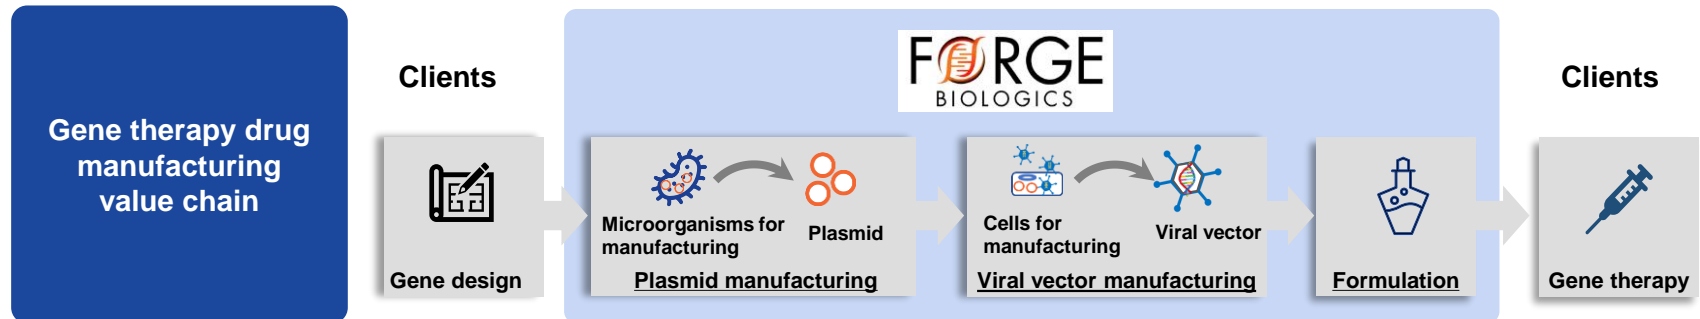 Gene therapy drug
manufacturing
value chain
Clients
Gene design
FORGE
BIOLOGICS
Microorganisms for
manufacturing
Plasmid
Plasmid manufacturing
Cells for
manufacturing
Viral vector
Viral vector manufacturing
Formulation
Clients
Gene therapy